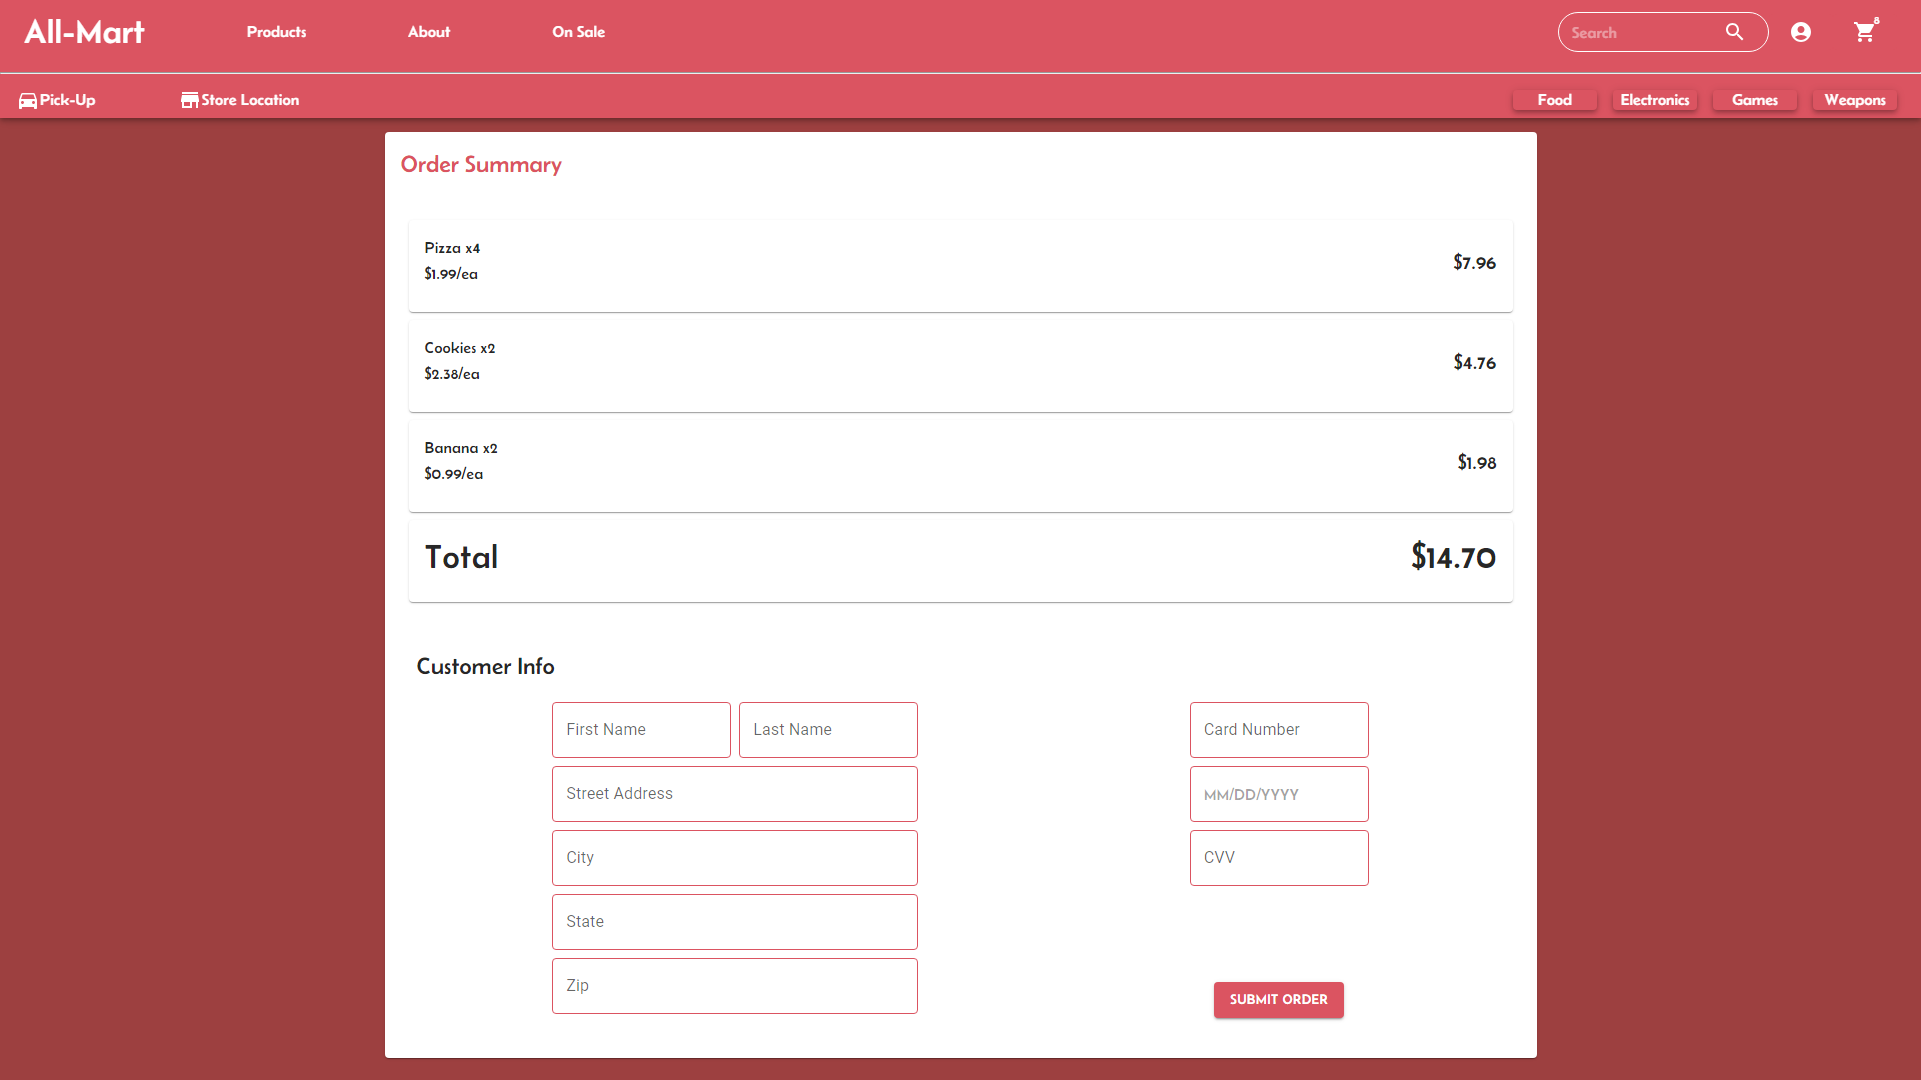 All-Mart
Products
About
On Sale
Search
8
Pick-Up
Store Location
Food
Electronics
Games
Weapons
Order Summary
Pizza x4
$1.99/ea
$7.96
Cookies x2
$2.38/ea
$4.76
Banana x2
$0.99/ea
$1.98
Total
$14.70
Customer Info
First Name
Last Name
Card Number
Street Address
MM/DD/YYYY
City
CVV
State
Zip
SUBMIT ORDER